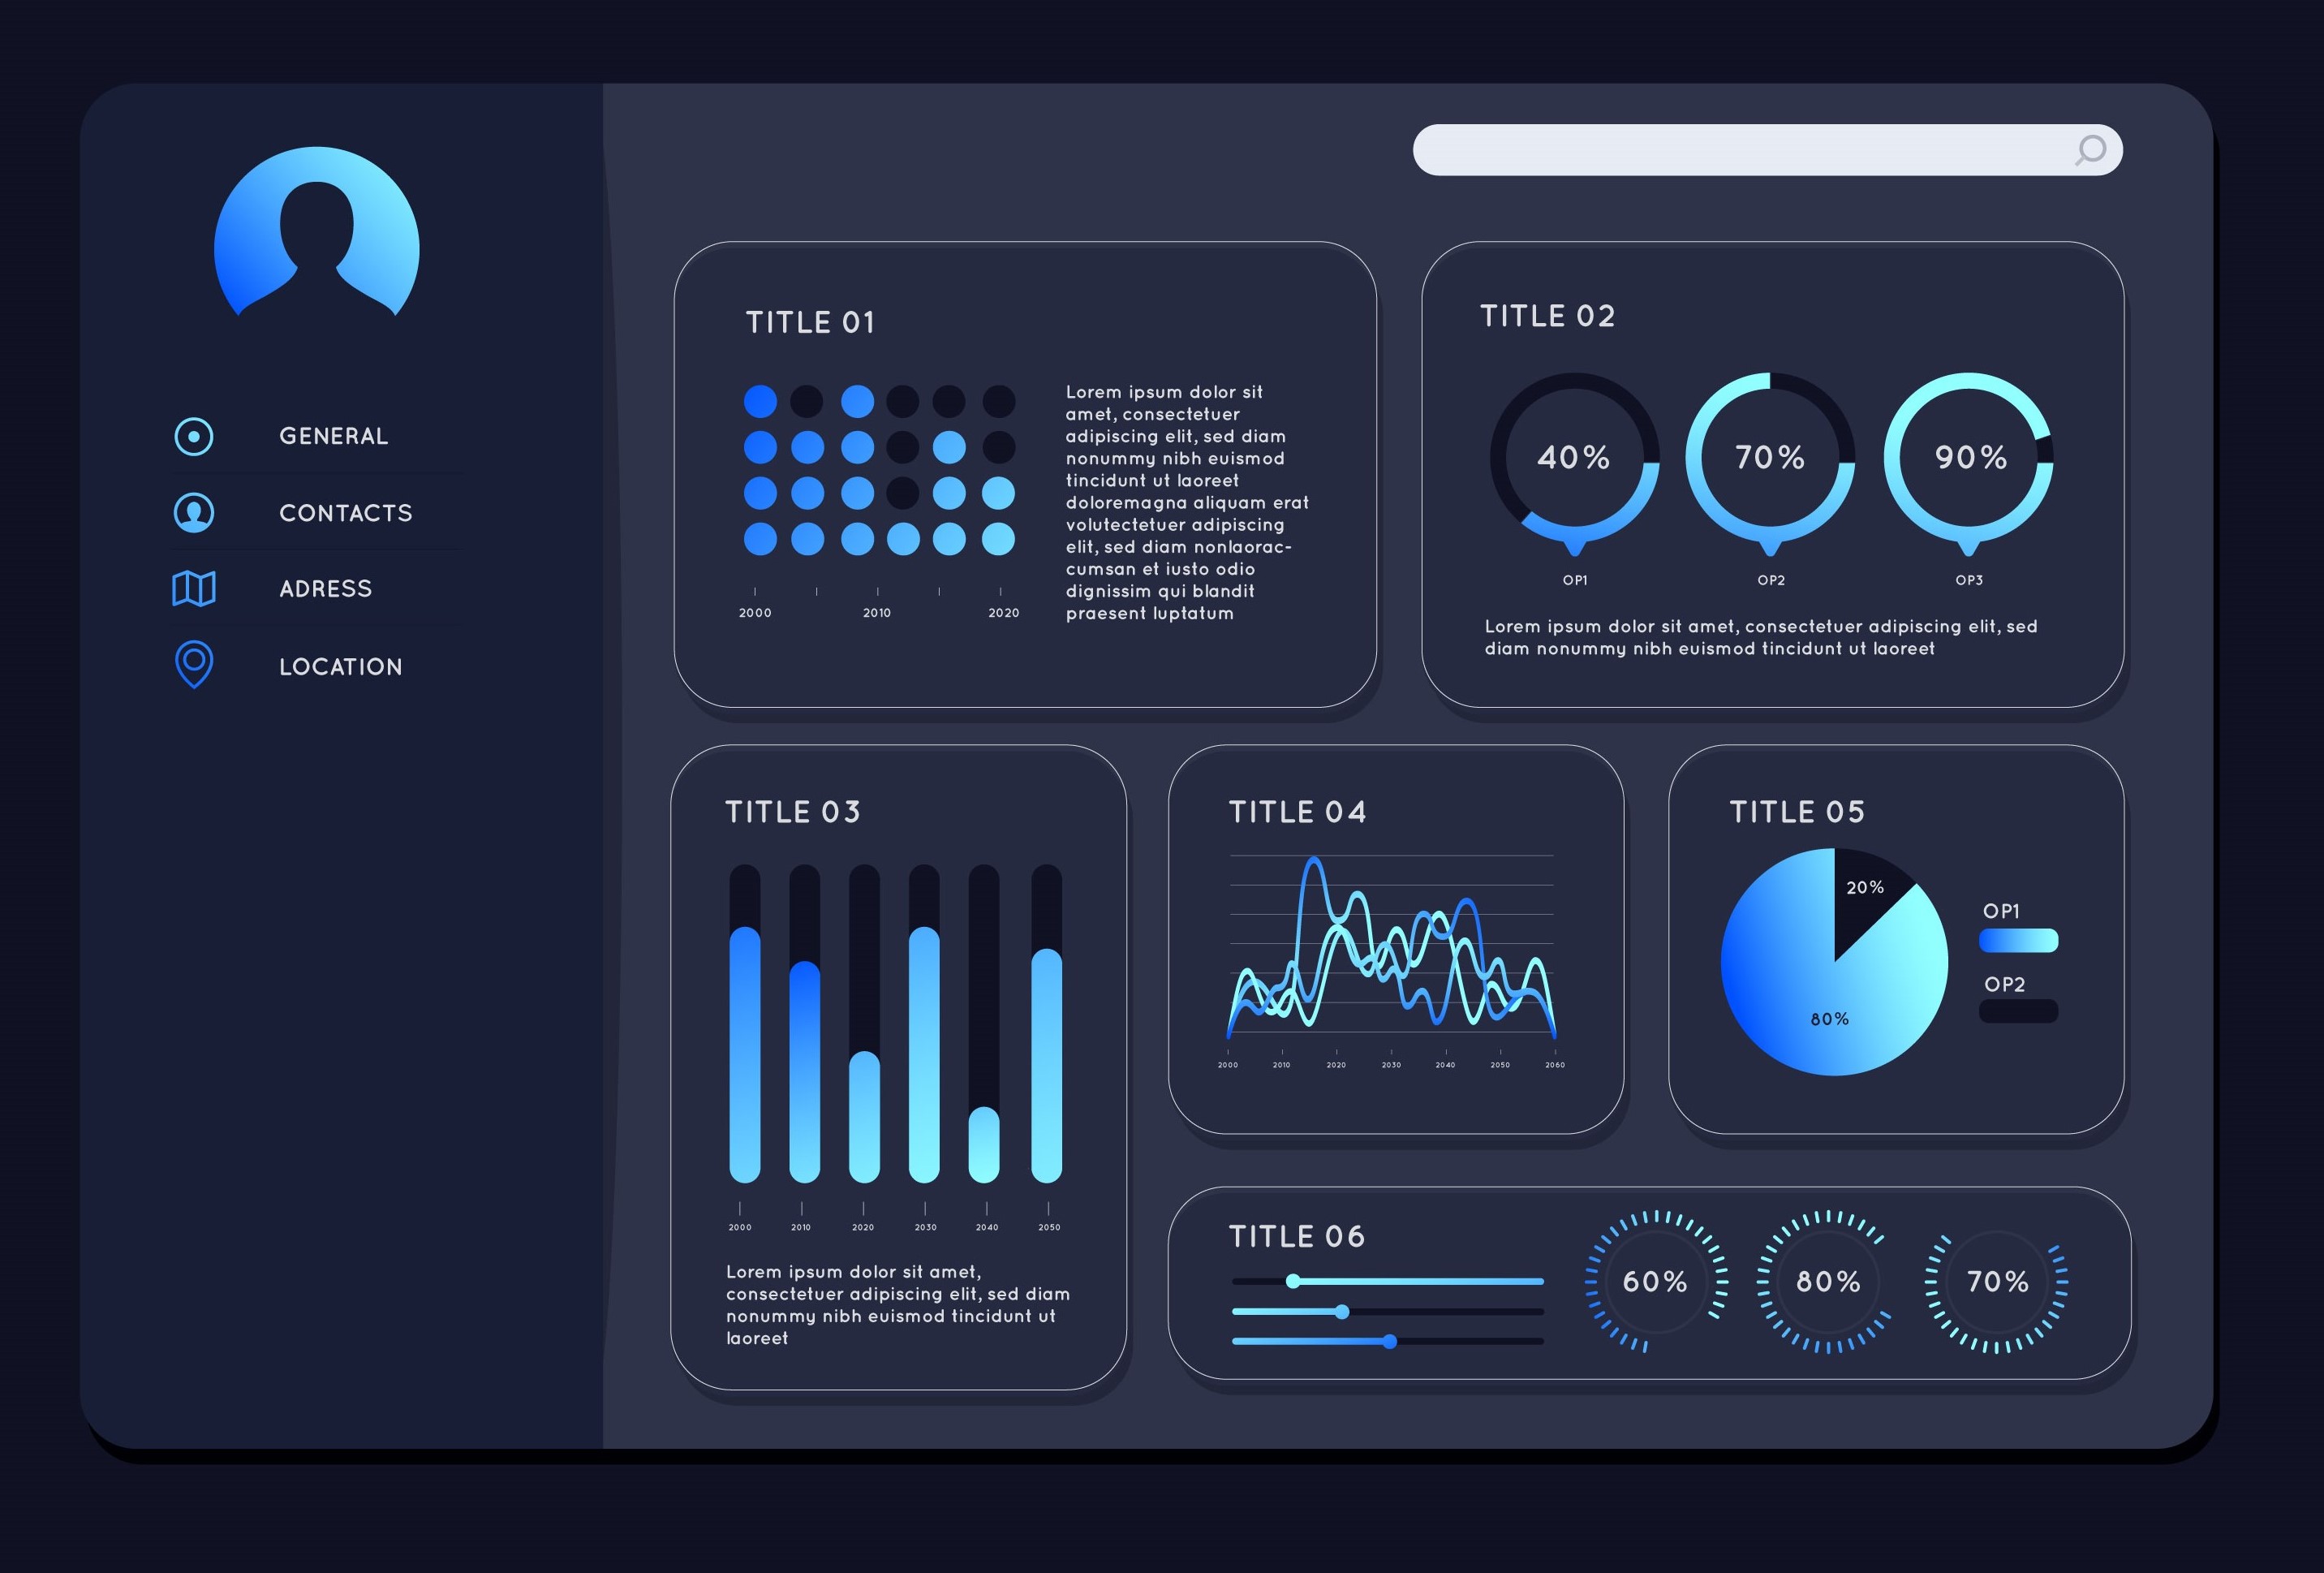 GENERAL
CONTACTS
ADRESS
LOCATION
TITLE 01
2000 2010 2020
Lorem ipsum dolor sit
amet, consectetuer
adipiscing elit, sed diam
nonummy nibh euismod
tincidunt ut laoreet
doloremagna aliquam erat
volutectetuer adipiscing
elit, sed diam nonlaorac-
cumsan et iusto odio
dignissim qui blandit
praesent luptatum
TITLE 02
40% 70% 90%
OP1 OP2 OP3
Lorem ipsum dolor sit amet, consectetuer adipiscing elit, sed
diam nonummy nibh euismod tincidunt ut laoreet
TITLE 03
2000 2010 2020 2030 2040 2050
Lorem ipsum dolor sit amet,
consectetuer adipiscing elit, sed diam
nonummy nibh euismod tincidunt ut
laoreet
TITLE 04
2000 2010 2020 2030 2040 2050 2060
TITLE 05
20%
80%
OP1
OP2
TITLE 06
60% 80% 70%